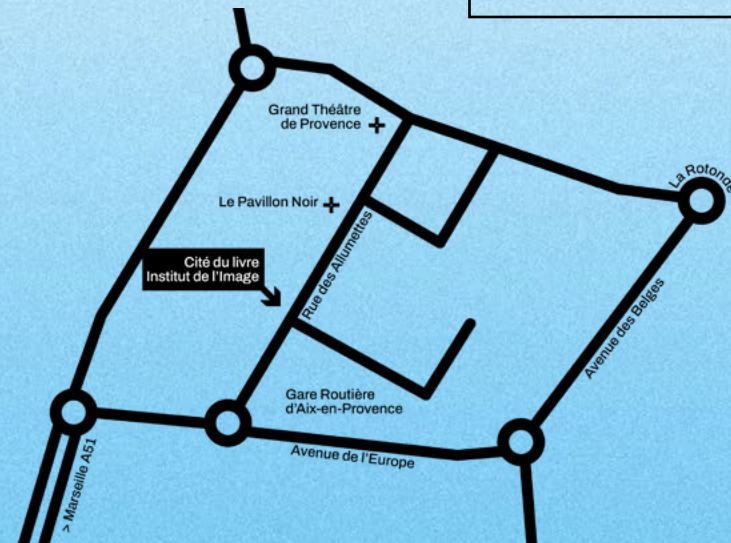 Grand Théâtre
de Provence
La Rotonde
Le Pavillon Noir
Rue des Allumettes
Cité du livre
Institut de l'Image
Avenue des Belges
Gare Routière
d'Aix-en-Provence
Avenue de l'Europe
> Marseille A51